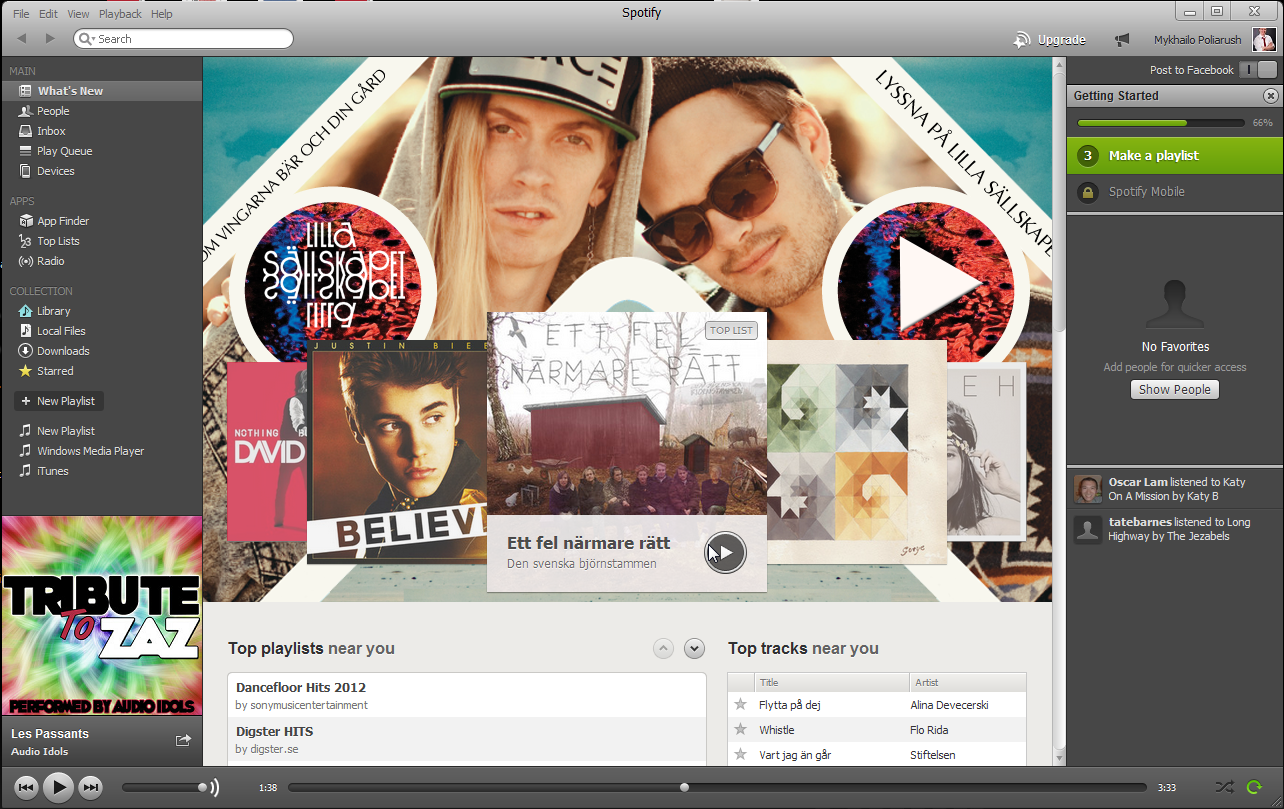 Spotify
File Edit View Playback Help
Search
Upgrade
Mykhailo Poliarush
MAIN
What's New
People
Inbox
Play Queue
Devices
APPS
App Finder
Top Lists
Radio
COLLECTION
Library
Local Files
Downloads
Starred
+ New Playlist
New Playlist
Windows Media Player
iTunes
TRIBUTE
TO ZAZ
PERFORMED BY AUDIO IDOLS
Les Passants
Audio Idols
OM VINGARNA BÄR OCH DIN GÅRD
LYSSNA PÅ LILLA SÄLLSKAPE
LILLA
SÄLLSKAPET
NOTHING BU
DAVID
JUSTIN BIEB
BELIEV
ETT FEL
NÄRMARE RÄTT
TOP LIST
Ett fel närmare rätt
Den svenska björnstammen
Gotye
E H
Top playlists near you
Dancefloor Hits 2012
by sonymusicentertainment
Digster HITS
by digster.se
Top tracks near you
Title Artist
Flytta på dej Alina Devecerski
Whistle Flo Rida
Vart jag än går Stiftelsen
Post to Facebook
Getting Started
66%
3 Make a playlist
Spotify Mobile
No Favorites
Add people for quicker access
Show People
Oscar Lam listened to Katy
On A Mission by Katy B
tatebarnes listened to Long
Highway by The Jezabels
1:38
3:33